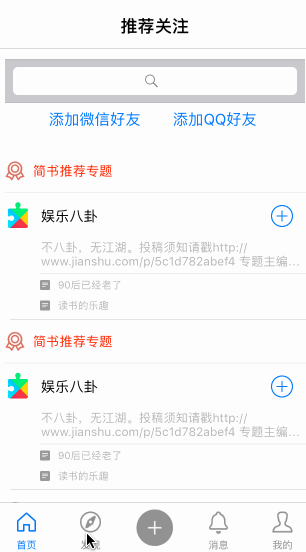 推荐关注
添加微信好友 添加QQ好友
简书推荐专题
娱乐八卦
不八卦，无江湖。投稿须知请戳http://
www.jianshu.com/p/5c1d782abef4 专题主编...
90后已经老了
读书的乐趣
简书推荐专题
娱乐八卦
不八卦，无江湖。投稿须知请戳http://
www.jianshu.com/p/5c1d782abef4 专题主编...
90后已经老了
读书的乐趣
首页 发现 消息 我的